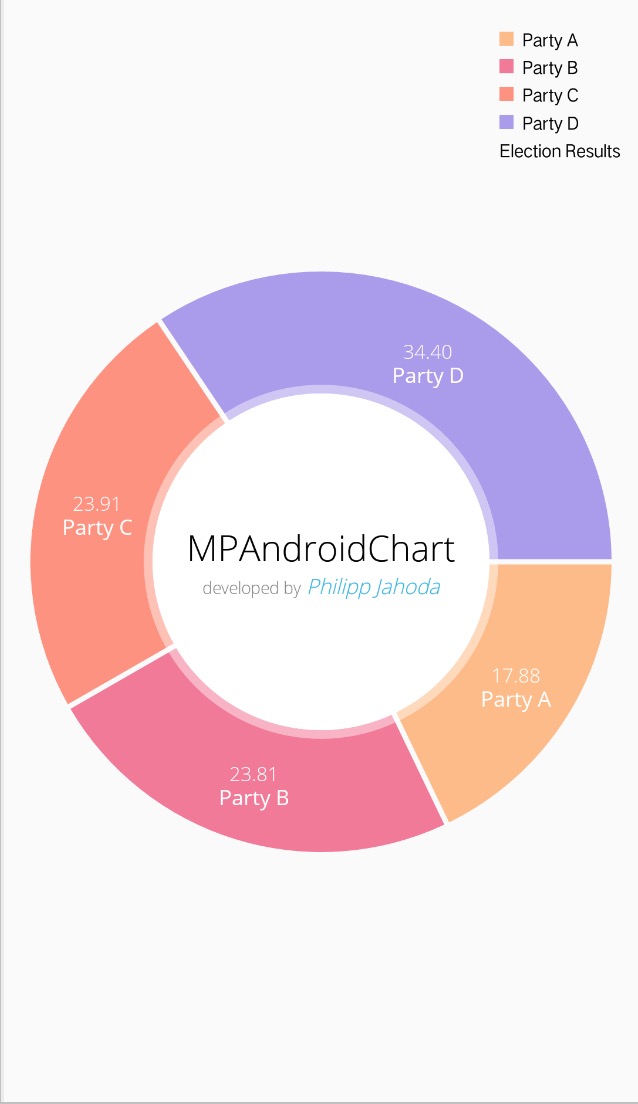 Party A
Party B
Party C
Party D
Election Results
34.40
Party D
23.91
Party C
MPAndroidChart
developed by Philipp Jahoda
17.88
Party A
23.81
Party B